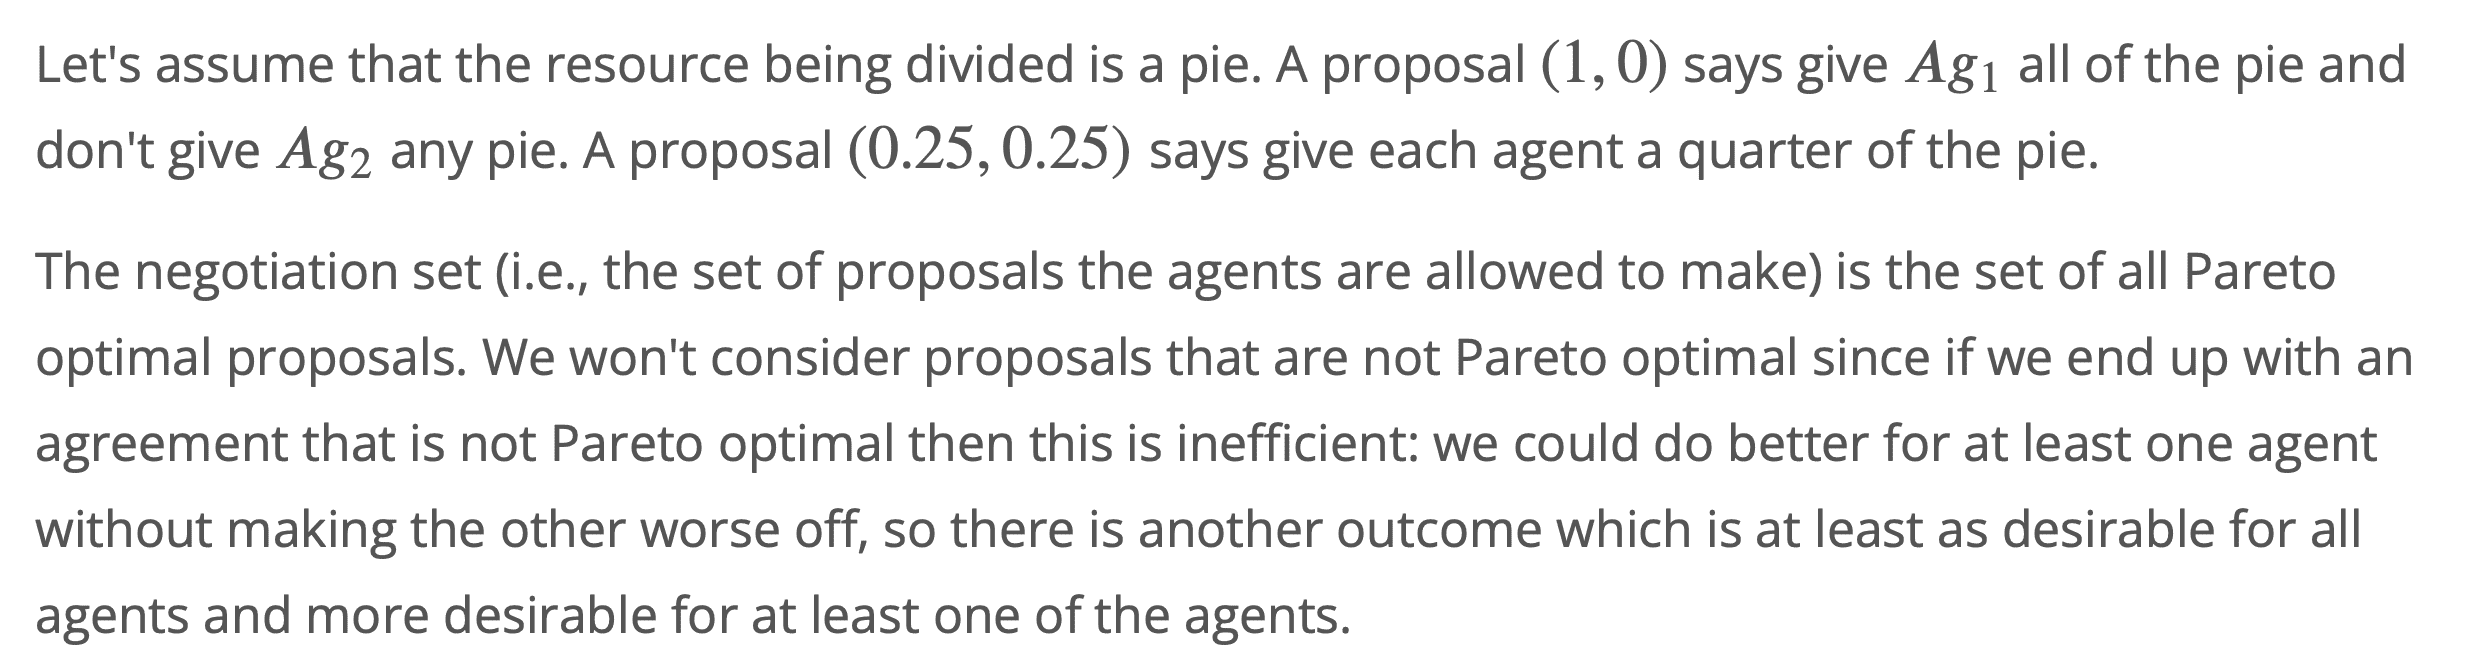 Let's assume that the resource being divided is a pie. A proposal (1, 0) says give Ag₁ all of the pie and
don't give Ag₂ any pie. A proposal (0.25, 0.25) says give each agent a quarter of the pie.
The negotiation set (i.e., the set of proposals the agents are allowed to make) is the set of all Pareto
optimal proposals. We won't consider proposals that are not Pareto optimal since if we end up with an
agreement that is not Pareto optimal then this is inefficient: we could do better for at least one agent
without making the other worse off, so there is another outcome which is at least as desirable for all
agents and more desirable for at least one of the agents.